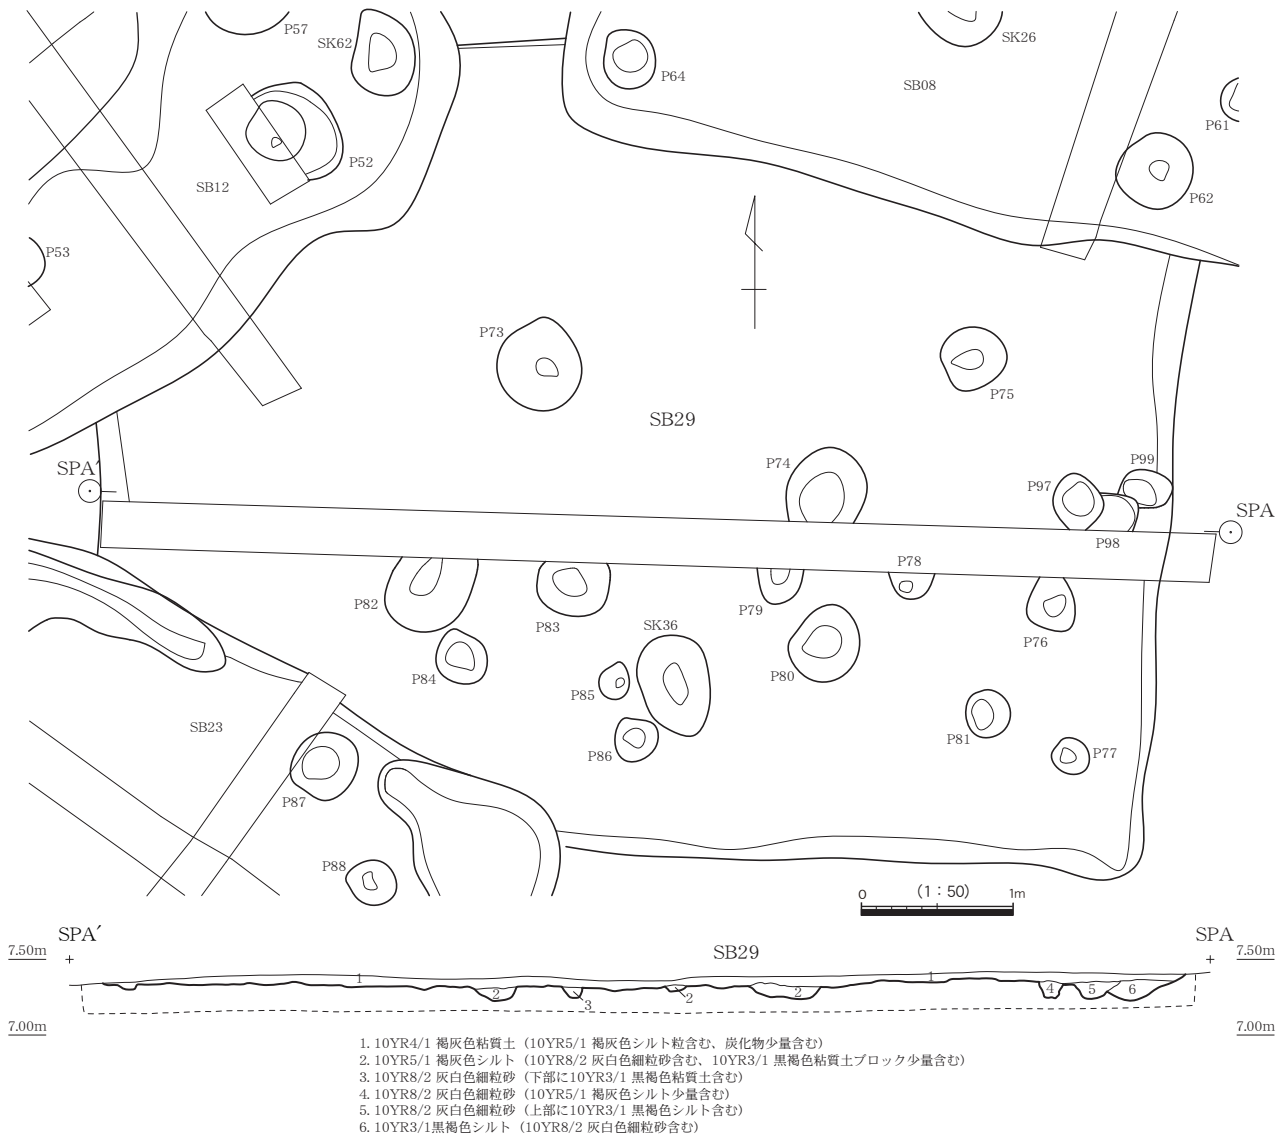 P57
SK62
P64
SK26
SB08
P61
P52
SB12
P62
P53
P73
P75
SB29
SPA′
P74
P99
P97
SPA
P98
P78
P82
P79
P83
SK36
P76
P84
P80
P85
SB23
P81
P86
P77
P87
P88
0 (1：50) 1m
SPA′
SB29
SPA
7.50m
7.50m
1
1
2
3
2
2
4
5
6
7.00m
7.00m
1. 10YR4/1 褐灰色粘質土（10YR5/1 褐灰色シルト粒含む、炭化物少量含む）
2. 10YR5/1 褐灰色シルト（10YR8/2 灰白色細粒砂含む、10YR3/1 黒褐色粘質土ブロック少量含む）
3. 10YR8/2 灰白色細粒砂（下部に10YR3/1 黒褐色粘質土含む）
4. 10YR8/2 灰白色細粒砂（10YR5/1 褐灰色シルト少量含む）
5. 10YR8/2 灰白色細粒砂（上部に10YR3/1 黒褐色シルト含む）
6. 10YR3/1黒褐色シルト（10YR8/2 灰白色細粒砂含む）